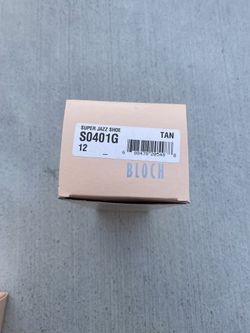 SUPER JAZZ SHOE
S0401G TAN
12
BLOCH